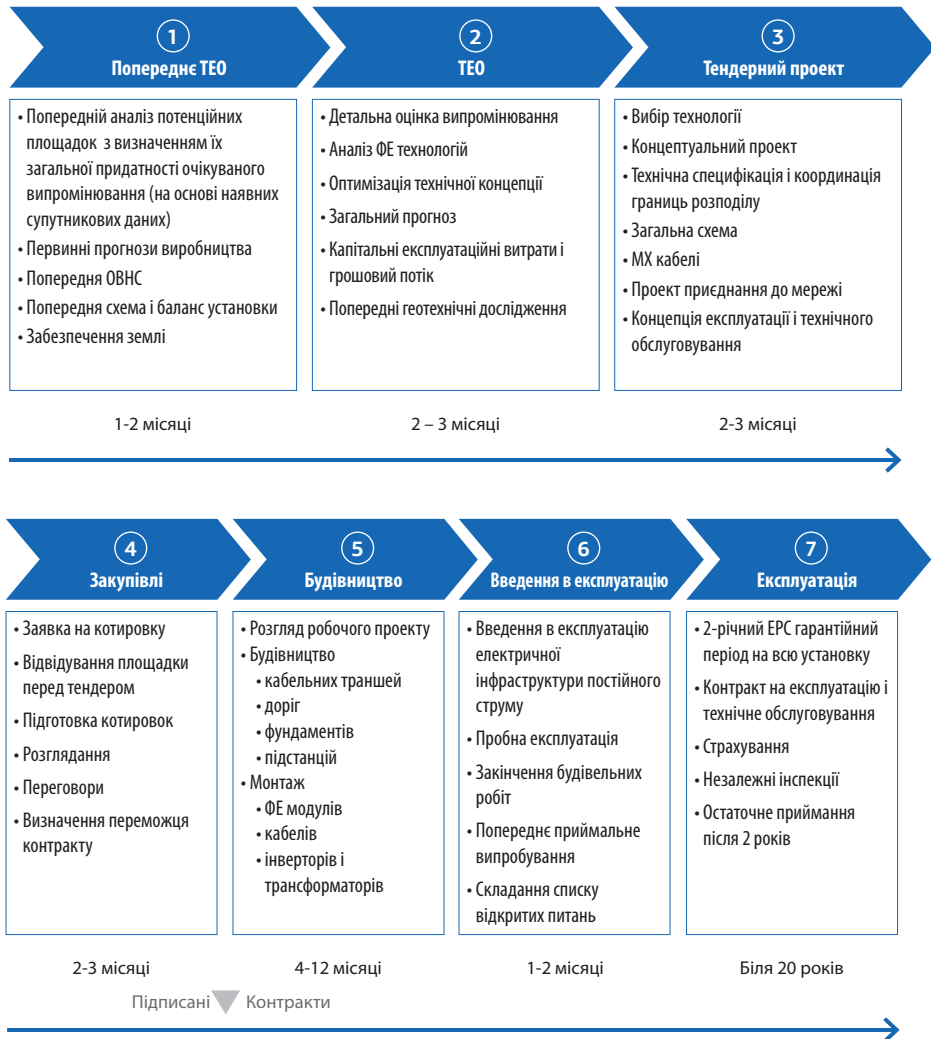 1
Попереднє ТЕО
• Попередній аналіз потенційних
площадок з визначенням їх
загальної придатності очікуваного
випромінювання (на основі наявних
супутникових даних)
• Первинні прогнози виробництва
• Попередня ОВНС
• Попередня схема і баланс установки
• Забезпечення землі
1-2 місяці
2
ТЕО
• Детальна оцінка випромінювання
• Аналіз ФЕ технологій
• Оптимізація технічної концепції
• Загальний прогноз
• Капітальні експлуатаційні витрати і
грошовий потік
• Попередні геотехнічні дослідження
2 – 3 місяці
3
Тендерний проект
• Вибір технології
• Концептуальний проект
• Технічна специфікація і координація
границь розподілу
• Загальна схема
• МХ кабелі
• Проект приєднання до мережі
• Концепція експлуатації і технічного
обслуговування
2-3 місяці
4
Закупівлі
• Заявка на котировку
• Відвідування площадки
перед тендером
• Підготовка котировок
• Розглядання
• Переговори
• Визначення переможця
контракту
2-3 місяці
5
Будівництво
• Розгляд робочого проекту
• Будівництво
• кабельних траншей
• доріг
• фундаментів
• підстанцій
• Монтаж
• ФЕ модулів
• кабелів
• інверторів і
трансформаторів
4-12 місяці
6
Введення в експлуатацію
• Введення в експлуатацію
електричної
інфраструктури постійного
струму
• Пробна експлуатація
• Закінчення будівельних
робіт
• Попереднє приймальне
випробування
• Складання списку
відкритих питань
1-2 місяці
7
Експлуатація
• 2-річний EPC гарантійний
період на всю установку
• Контракт на експлуатацію і
технічне обслуговування
• Страхування
• Незалежні інспекції
• Остаточне приймання
після 2 років
Біля 20 років
Підписані Контракти